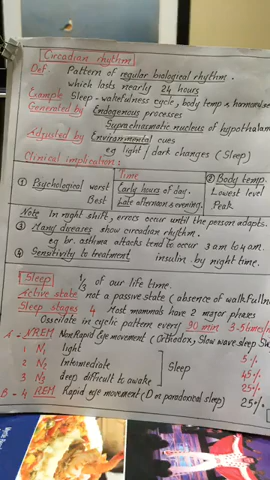 Circadian rhythm
Def. Pattern of regular biological rhythm.
which lasts nearly 24 hours
Example Sleep-wakefulness cycle, body temp & hormonal
Generated by Endogenous processes
Suprachiasmatic nucleus of hypothalam
Adjusted by Environmental cues
eg light / dark changes (Sleep)
Clinical implication:
Time
① Psychological worst Early hours of day. ② Body temp.
Lowest level
Best Late afternoon & evening. Peak
Note In night shift, errors occur until the person adapts.
③ Many diseases show circadian rhythm.
eg br. asthma attacks tend to occur 3 am to 4 am.
④ Sensitivity to treatment insulin by night time.
Sleep 1/3 of our life time.
Active state not a passive state (absence of wakefulln
Sleep stages 4 Most mammals have 2 major phases
Osscilate in cyclic pattern every 90 min 3-5 times/n
A - NREM Non Rapid Eye movement (Orthodox, Slow wave sleep S
1 N1 light 5%
2 N2 Intermediate Sleep 45%
3 N3 deep difficult to awake 25%
B - 4 REM Rapid eye movement (D or paradoxical sleep) 25%